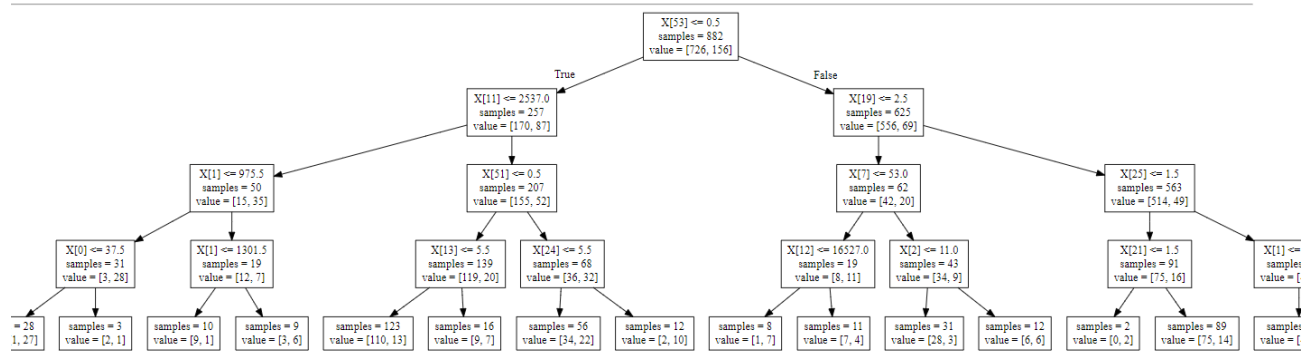 X[53] <= 0.5
samples = 882
value = [726, 156]
True
False
X[11] <= 2537.0
samples = 257
value = [170, 87]
X[19] <= 2.5
samples = 625
value = [556, 69]
X[1] <= 975.5
samples = 50
value = [15, 35]
X[51] <= 0.5
samples = 207
value = [155, 52]
X[7] <= 53.0
samples = 62
value = [42, 20]
X[25] <= 1.5
samples = 563
value = [514, 49]
X[0] <= 37.5
samples = 31
value = [3, 28]
X[1] <= 1301.5
samples = 19
value = [12, 7]
X[13] <= 5.5
samples = 139
value = [119, 20]
X[24] <= 5.5
samples = 68
value = [36, 32]
X[12] <= 16527.0
samples = 19
value = [8, 11]
X[2] <= 11.0
samples = 43
value = [34, 9]
X[21] <= 1.5
samples = 91
value = [75, 16]
X[1] <=
samples =
value = [
= 28
1, 27]
samples = 3
value = [2, 1]
samples = 10
value = [9, 1]
samples = 9
value = [3, 6]
samples = 123
value = [110, 13]
samples = 16
value = [9, 7]
samples = 56
value = [34, 22]
samples = 12
value = [2, 10]
samples = 8
value = [1, 7]
samples = 11
value = [7, 4]
samples = 31
value = [28, 3]
samples = 12
value = [6, 6]
samples = 2
value = [0, 2]
samples = 89
value = [75, 14]
samples
value = [